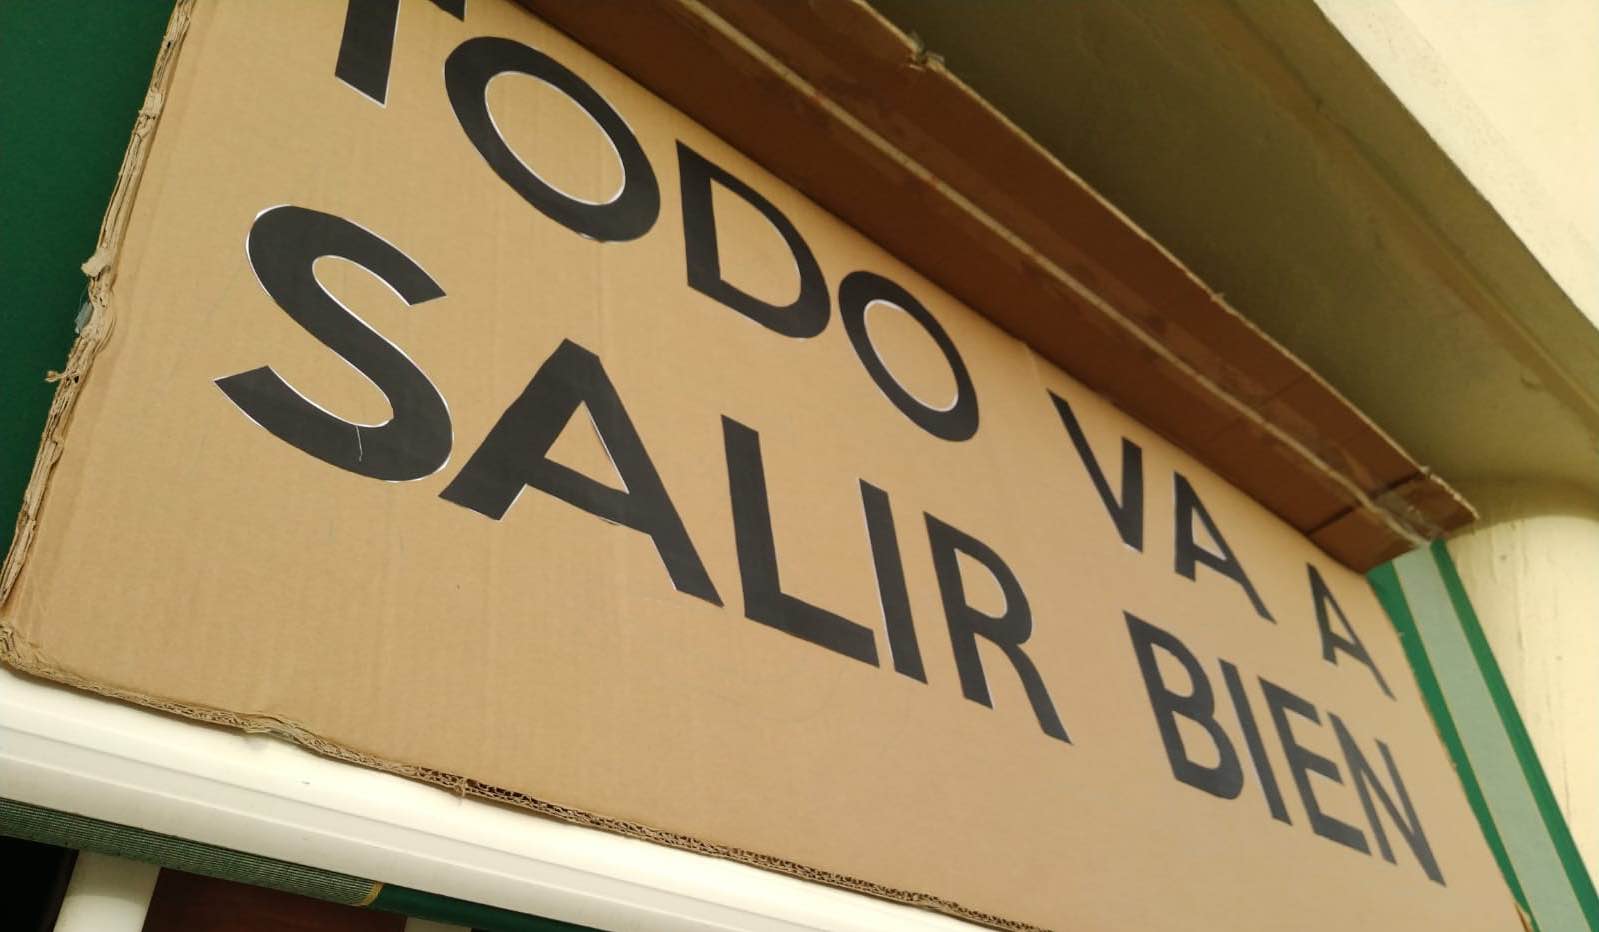 TODO VA A
SALIR BIEN